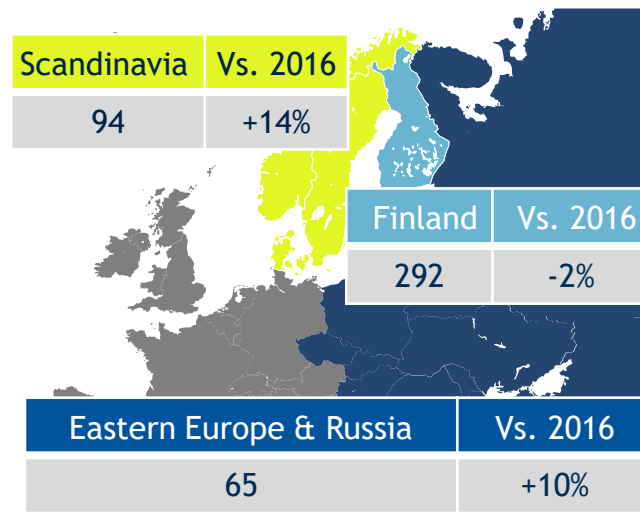 Scandinavia Vs. 2016
94 +14%
Finland Vs. 2016
292 -2%
Eastern Europe & Russia Vs. 2016
65 +10%